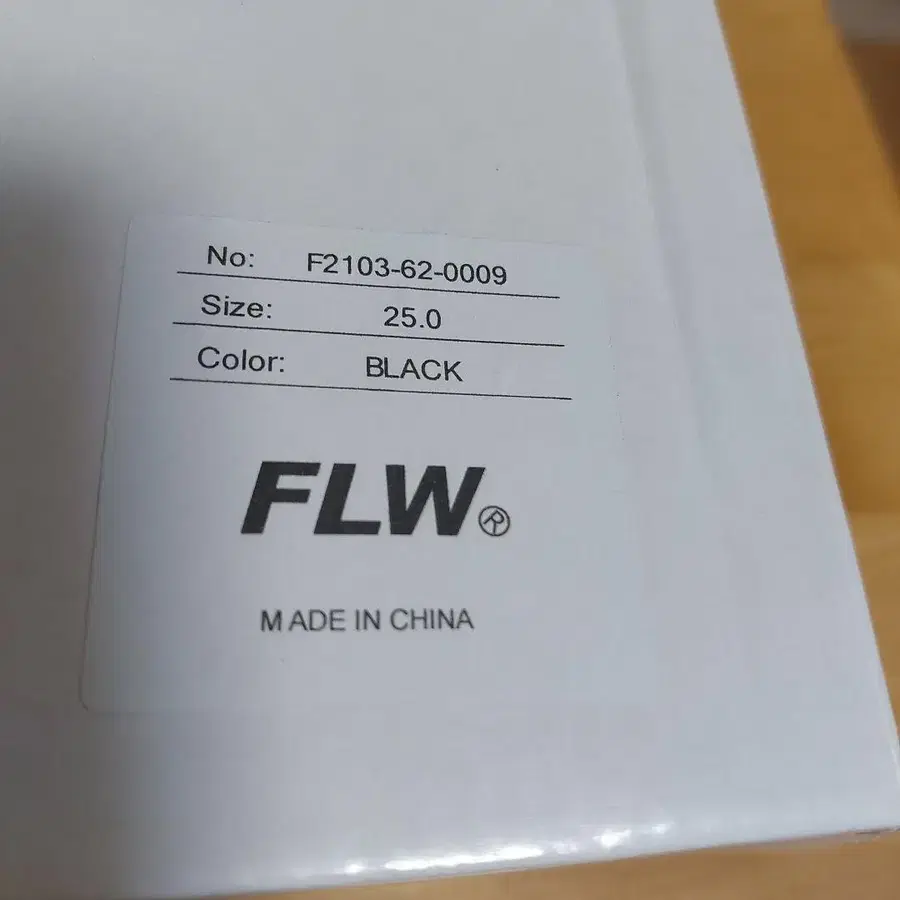 No: F2103-62-0009
Size: 25.0
Color: BLACK
FLW®
MADE IN CHINA